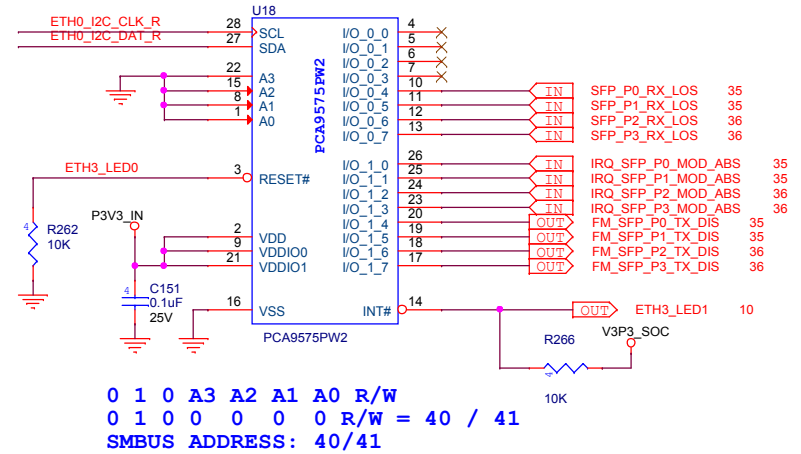 U18
ETH0_I2C_CLK_R 28 SCL I/O_0_0 4
ETH0_I2C_DAT_R 27 SDA I/O_0_1 5
I/O_0_2 6
22 A3 I/O_0_3 7
15 A2 I/O_0_4 10 IN SFP_P0_RX_LOS 35
8 A1 I/O_0_5 11 IN SFP_P1_RX_LOS 35
1 A0 I/O_0_6 12 IN SFP_P2_RX_LOS 36
I/O_0_7 13 IN SFP_P3_RX_LOS 36
PCA9575PW2
I/O_1_0 26 IN IRQ_SFP_P0_MOD_ABS 35
ETH3_LED0 3 RESET# I/O_1_1 25 IN IRQ_SFP_P1_MOD_ABS 35
I/O_1_2 24 IN IRQ_SFP_P2_MOD_ABS 36
I/O_1_3 23 IN IRQ_SFP_P3_MOD_ABS 36
I/O_1_4 20 OUT FM_SFP_P0_TX_DIS 35
2 VDD I/O_1_5 19 OUT FM_SFP_P1_TX_DIS 35
9 VDDIO0 I/O_1_6 18 OUT FM_SFP_P2_TX_DIS 36
21 VDDIO1 I/O_1_7 17 OUT FM_SFP_P3_TX_DIS 36
4 R262
10K
P3V3_IN
4 C151
0.1uF
25V
16 VSS INT# 14 OUT ETH3_LED1 10
PCA9575PW2
R266 V3P3_SOC
4
10K
0 1 0 A3 A2 A1 A0 R/W
0 1 0 0 0 0 0 R/W = 40 / 41
SMBUS ADDRESS: 40/41